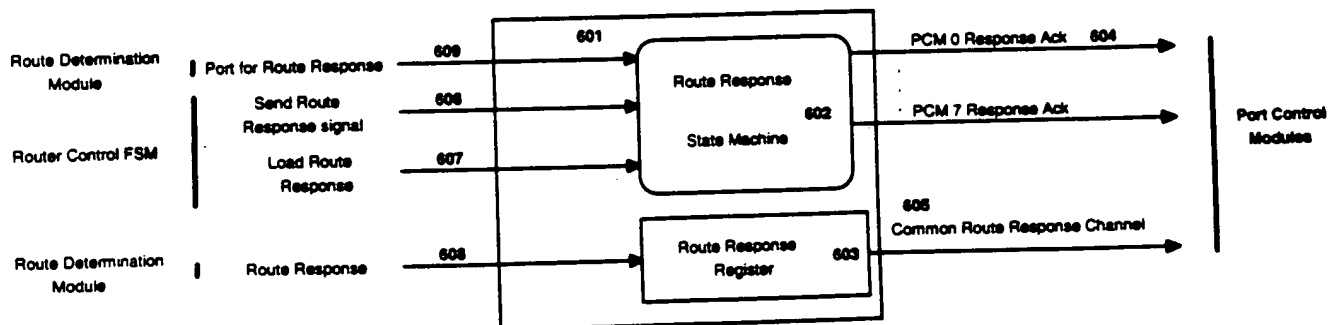 Route Determination
Module
Port for Route Response
609
601
PCM 0 Response Ack
604
Send Route
Response signal
606
Route Response
State Machine
602
PCM 7 Response Ack
Port Control
Modules
Router Control FSM
Load Route
Response
607
605
Common Route Response Channel
Route Determination
Module
Route Response
608
Route Response
Register
603